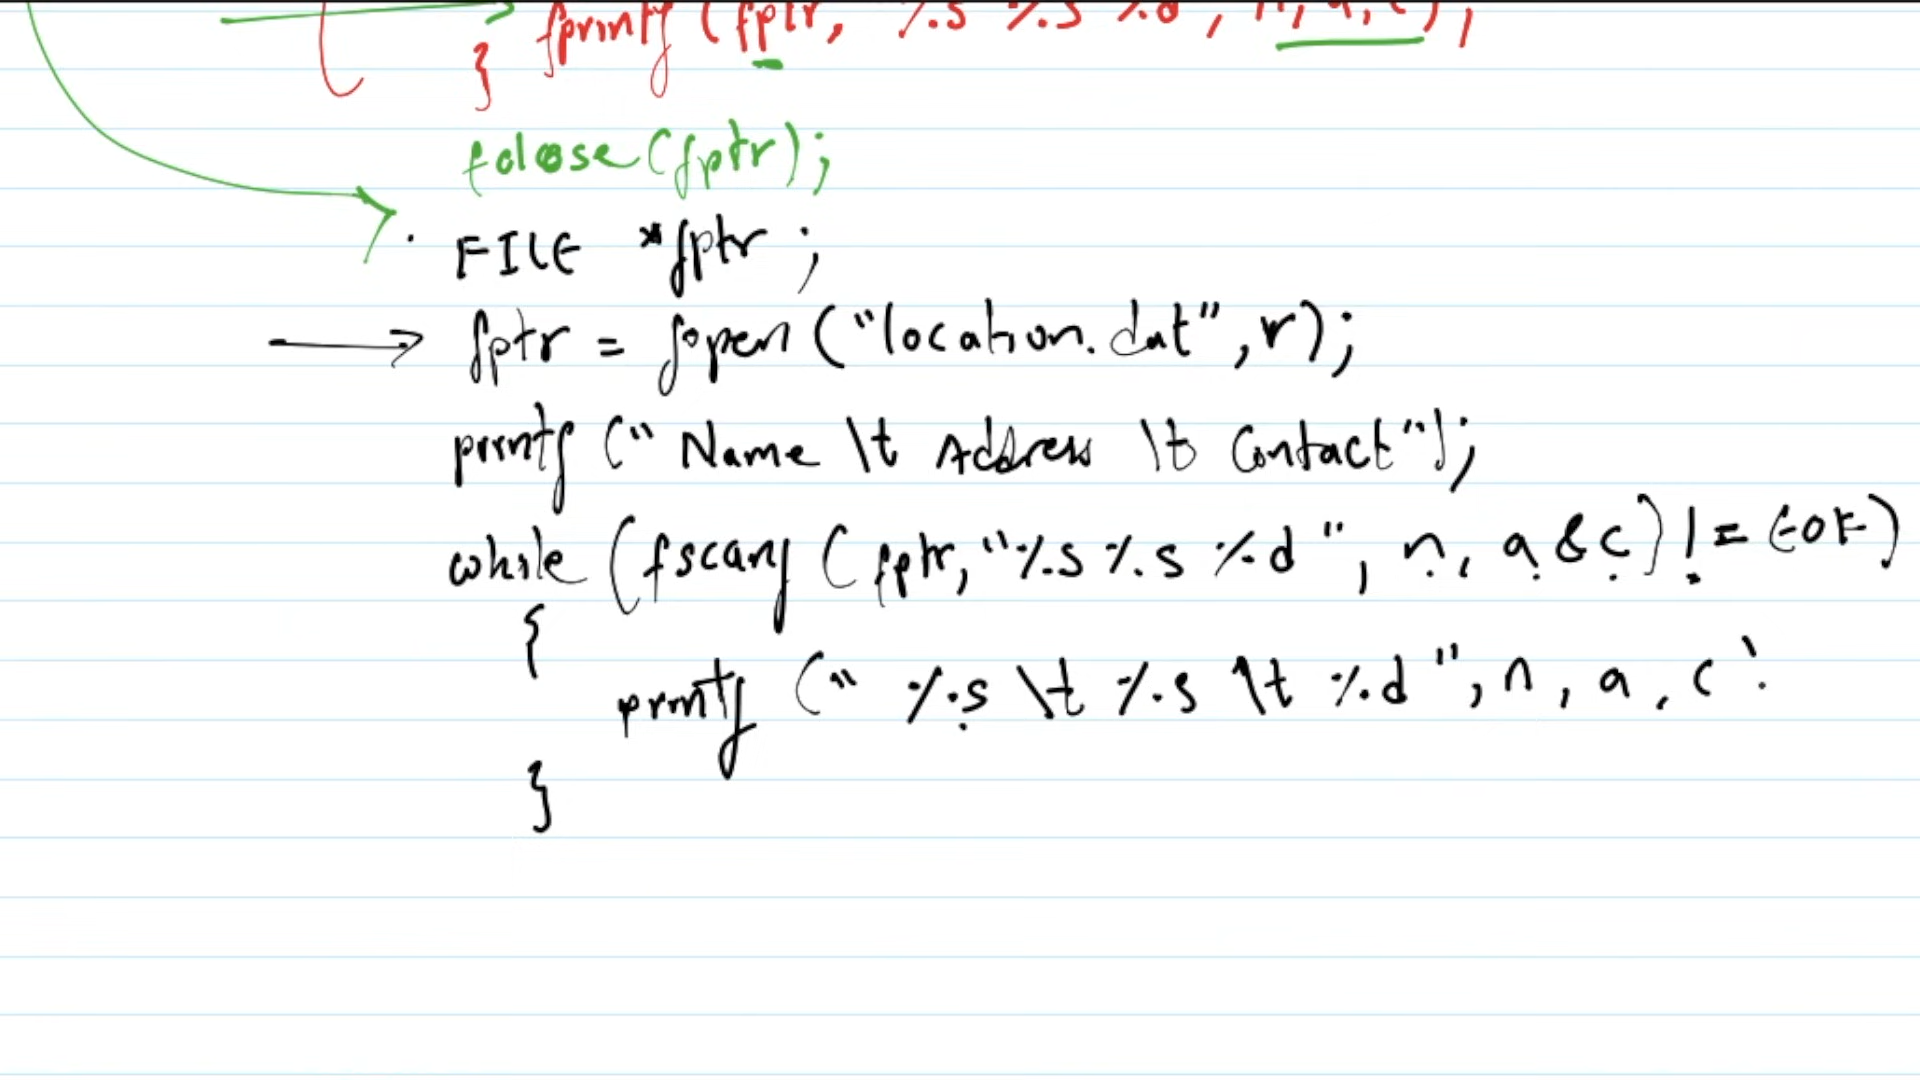 fprintf (fptr, "%s %s %d", n, a, c);
}
fclose(fptr);
FILE *fptr ;
fptr = fopen ("location.dat", r);
printf (" Name \t Address \t Contact");
while (fscanf ( fptr, "%s %s %d ", n, a &c) != EOF)
{
printf (" %s \t %s \t %d ", n, a, c
}